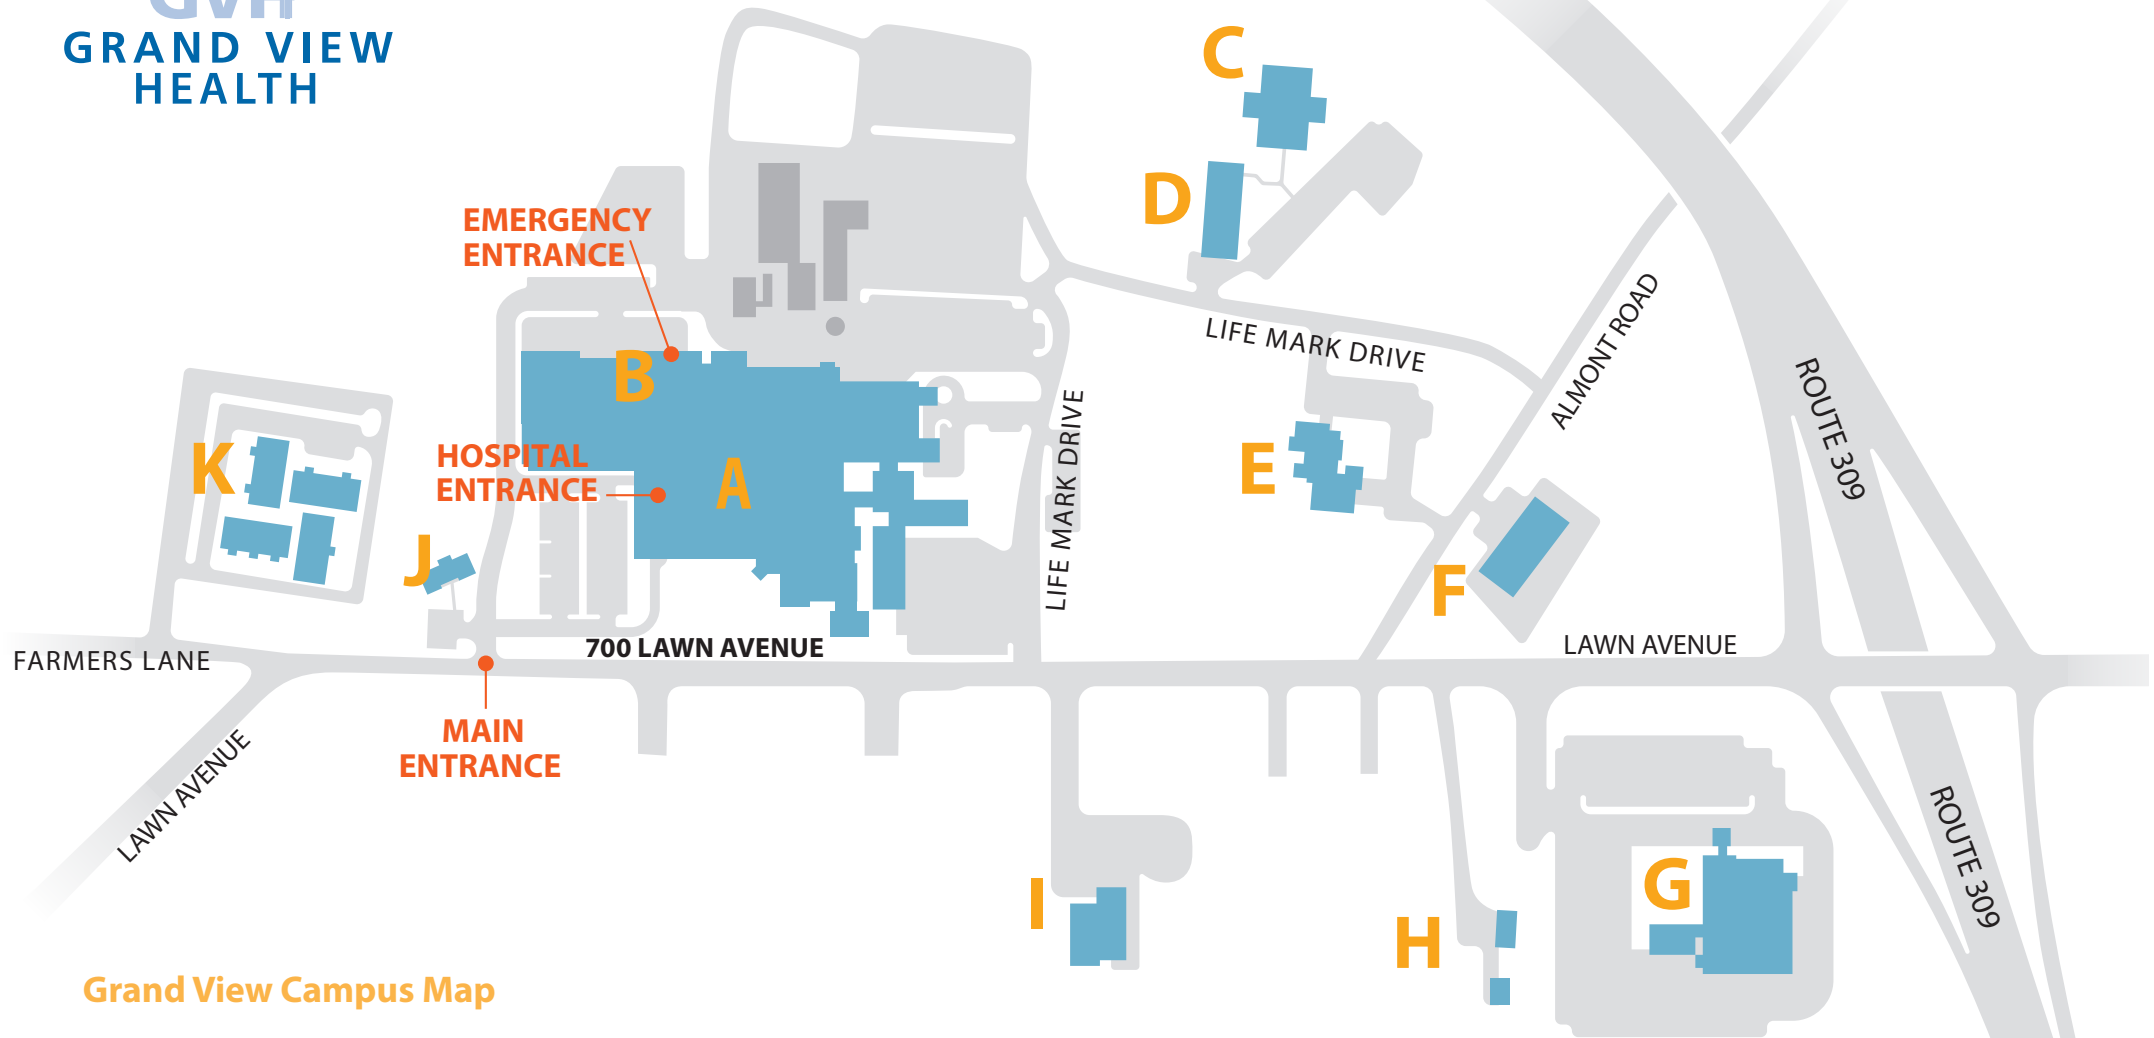 GVH
GRAND VIEW
HEALTH
C
D
EMERGENCY
ENTRANCE
LIFE MARK DRIVE
ALMONT ROAD
ROUTE 309
B
K
HOSPITAL
ENTRANCE
A
LIFE MARK DRIVE
E
J
F
FARMERS LANE
700 LAWN AVENUE
LAWN AVENUE
MAIN
ENTRANCE
LAWN AVENUE
ROUTE 309
I
H
G
Grand View Campus Map